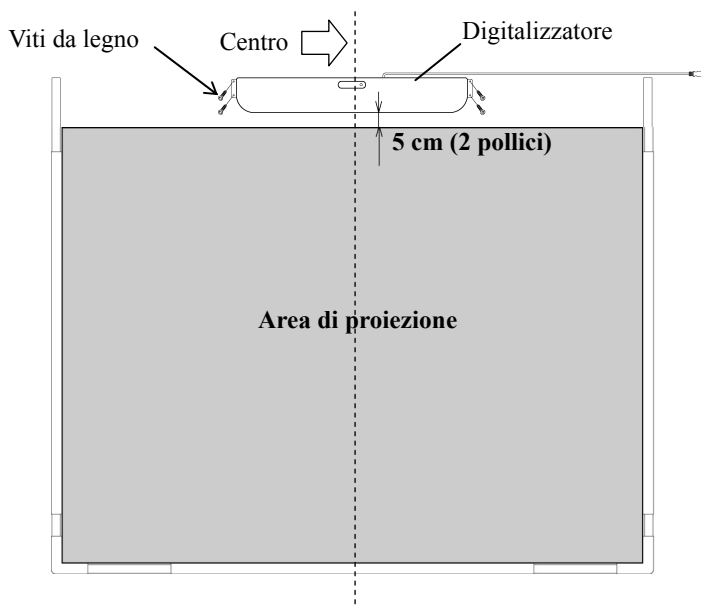 Viti da legno
Centro
Digitalizzatore
5 cm (2 pollici)
Area di proiezione